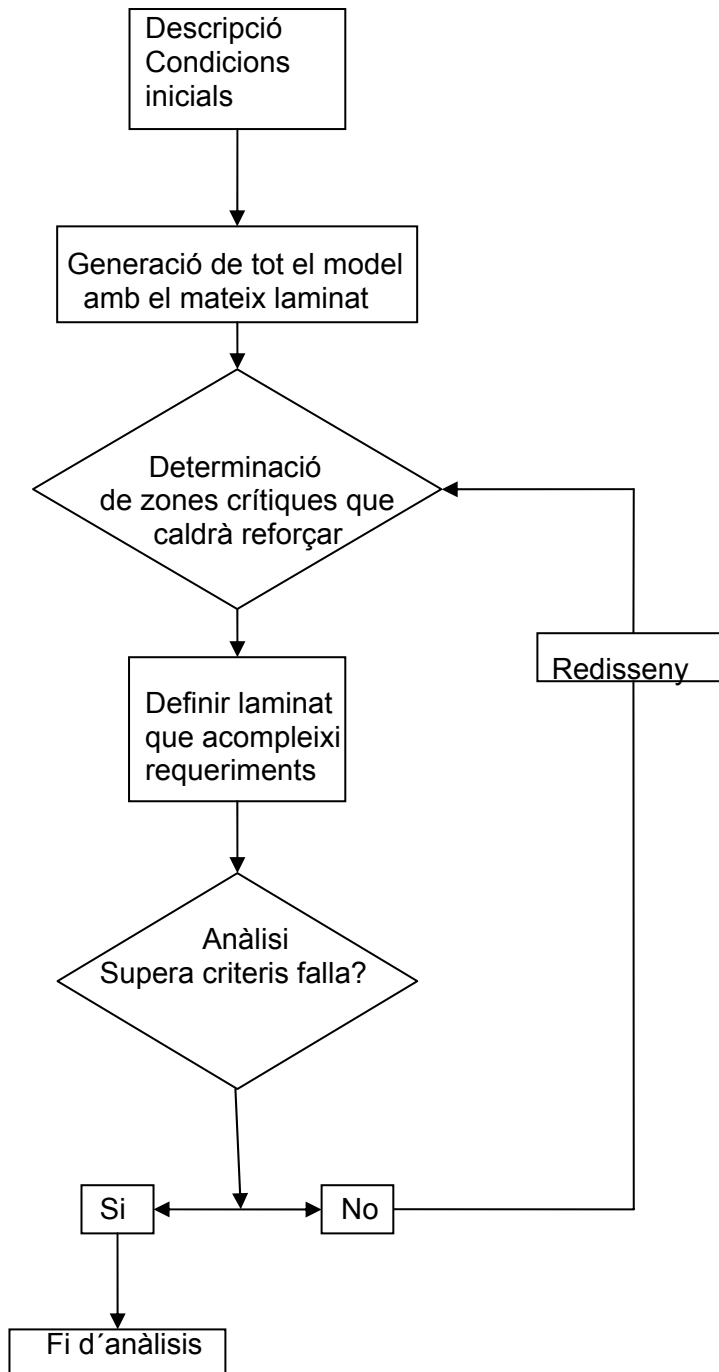 Descripció
Condicions
inicials
Generació de tot el model
amb el mateix laminat
Determinació
de zones crítiques que
caldrà reforçar
Redisseny
Definir laminat
que acompleixi
requeriments
Anàlisi
Supera criteris falla?
Si
No
Fi d´anàlisis